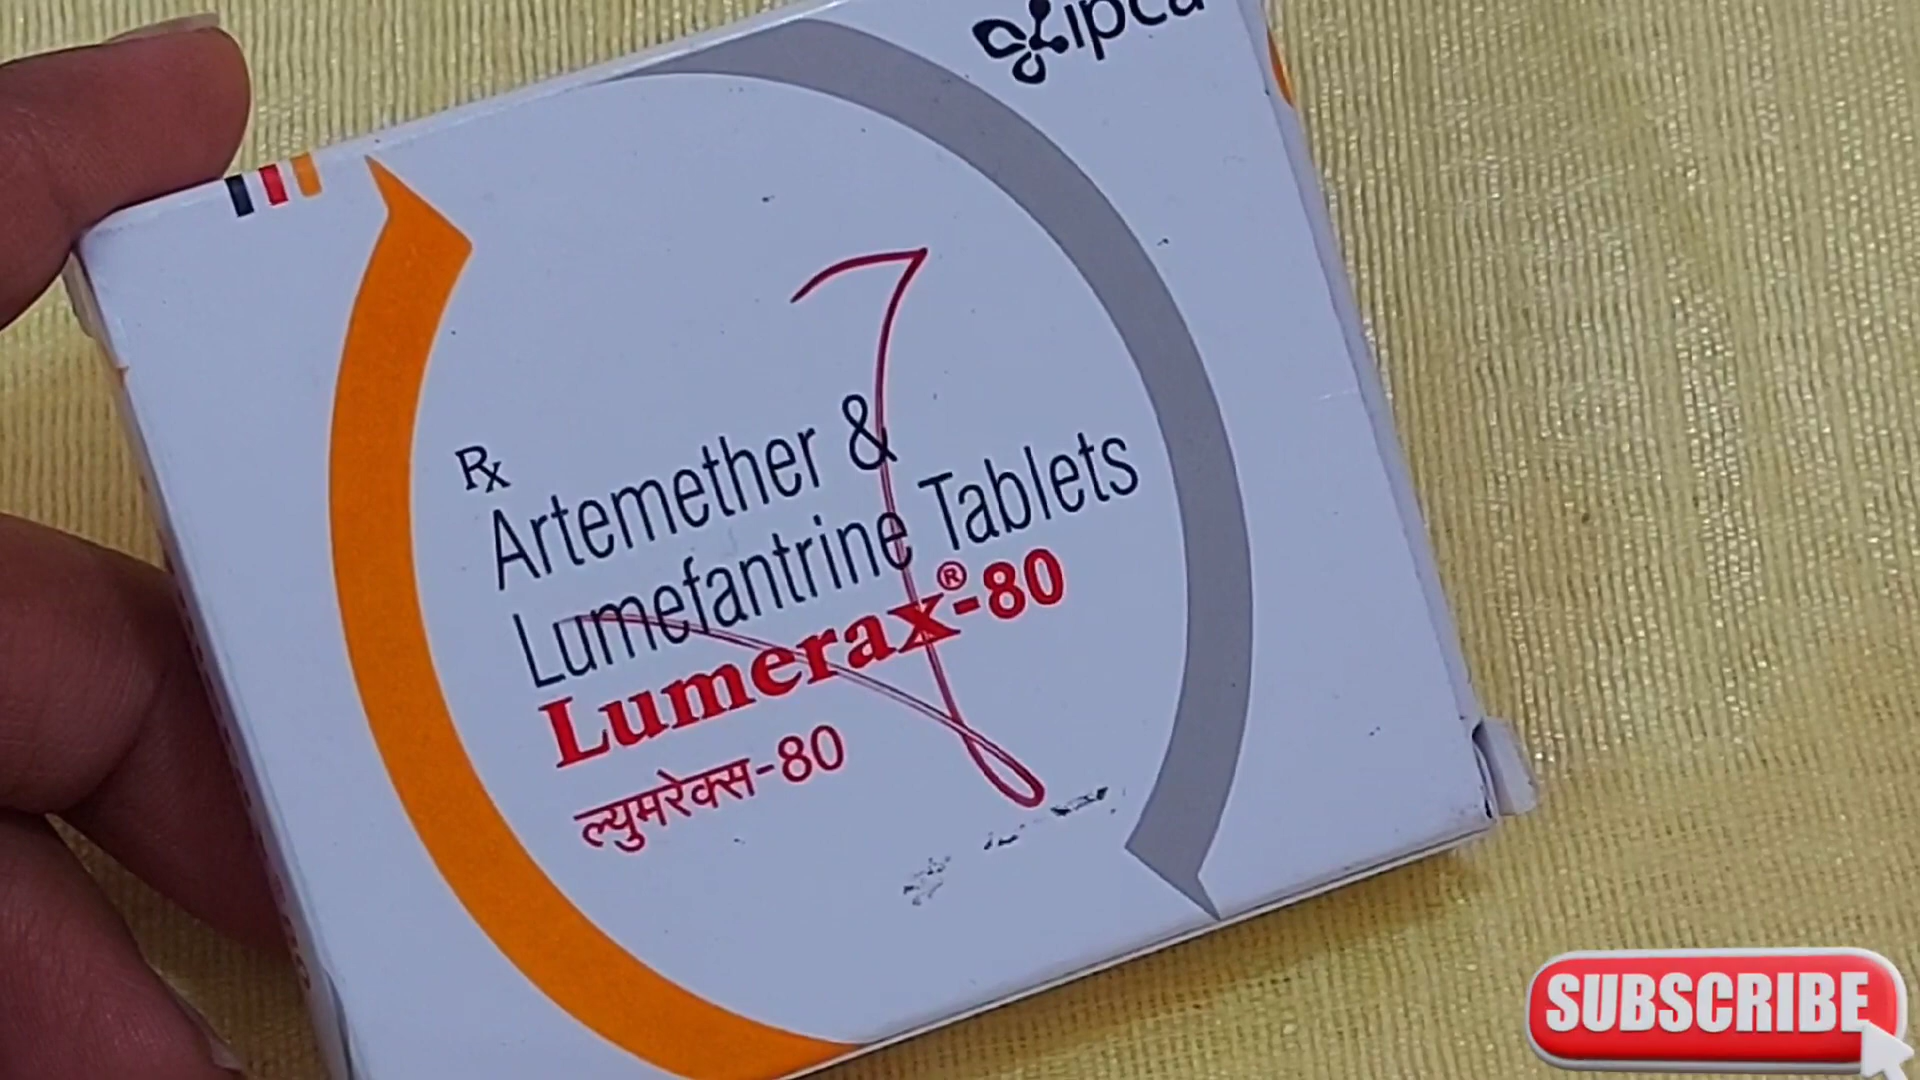 ipca
Rx
Artemether &
Lumefantrine Tablets
Lumerax®-80
ल्युमरेक्स-80
SUBSCRIBE